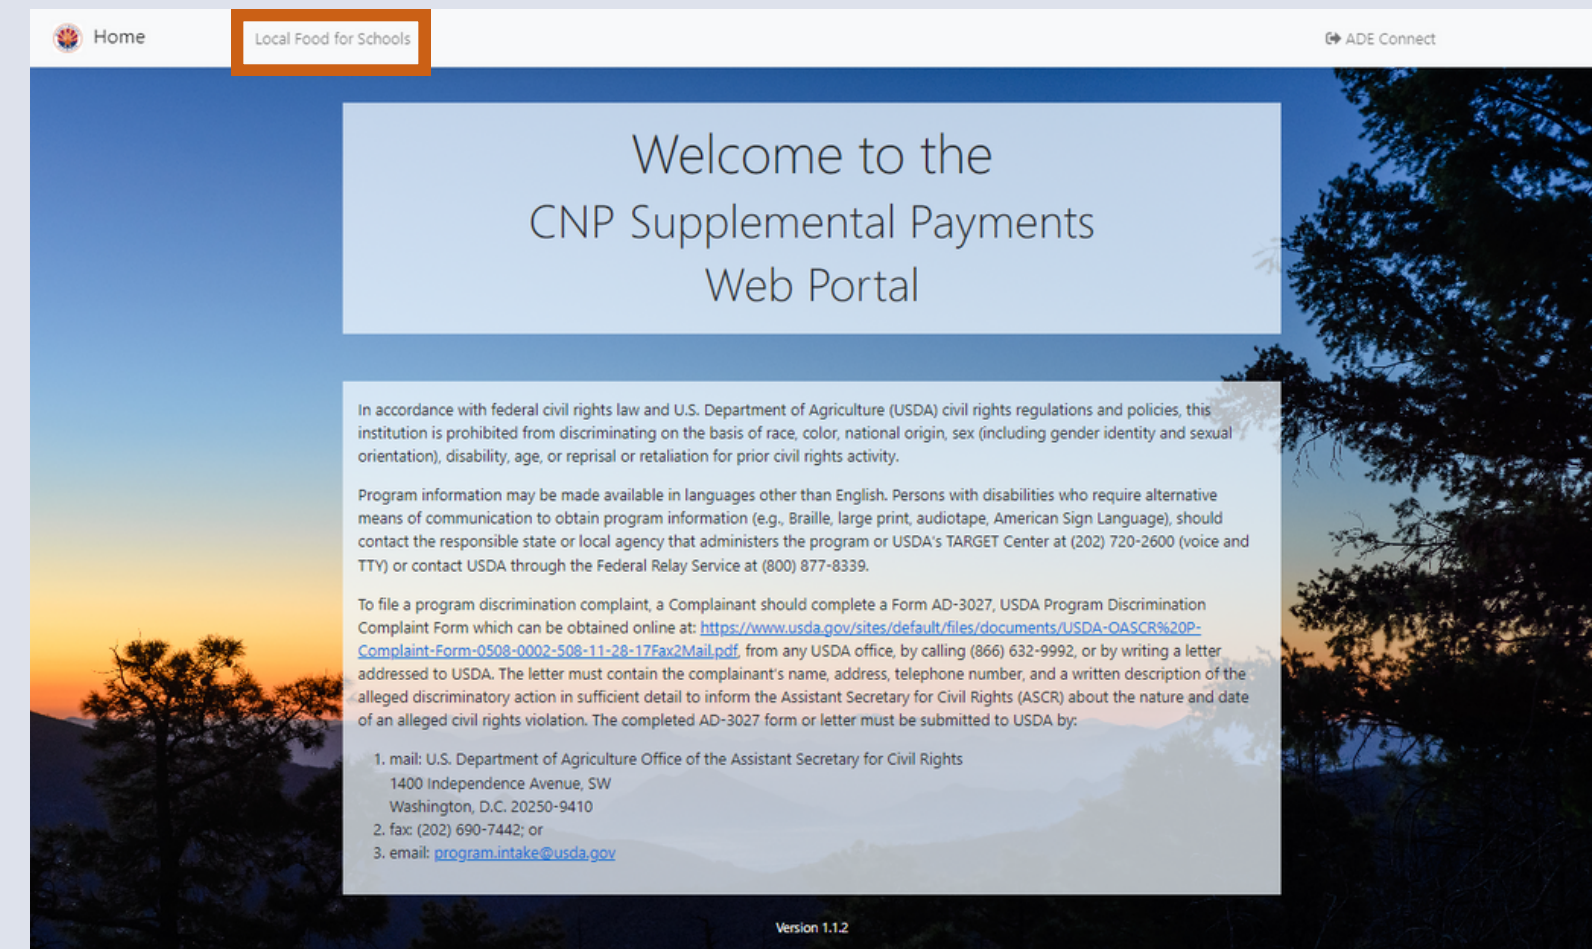 Home
Local Food for Schools
ADE Connect
Welcome to the
CNP Supplemental Payments
Web Portal
In accordance with federal civil rights law and U.S. Department of Agriculture (USDA) civil rights regulations and policies, this
institution is prohibited from discriminating on the basis of race, color, national origin, sex (including gender identity and sexual
orientation), disability, age, or reprisal or retaliation for prior civil rights activity.
Program information may be made available in languages other than English. Persons with disabilities who require alternative
means of communication to obtain program information (e.g., Braille, large print, audiotape, American Sign Language), should
contact the responsible state or local agency that administers the program or USDA's TARGET Center at (202) 720-2600 (voice and
TTY) or contact USDA through the Federal Relay Service at (800) 877-8339.
To file a program discrimination complaint, a Complainant should complete a Form AD-3027, USDA Program Discrimination
Complaint Form which can be obtained online at: https://www.usda.gov/sites/default/files/documents/USDA-OASCR%20P-
Complaint-Form-0508-0002-508-11-28-17Fax2Mail.pdf, from any USDA office, by calling (866) 632-9992, or by writing a letter
addressed to USDA. The letter must contain the complainant's name, address, telephone number, and a written description of the
alleged discriminatory action in sufficient detail to inform the Assistant Secretary for Civil Rights (ASCR) about the nature and date
of an alleged civil rights violation. The completed AD-3027 form or letter must be submitted to USDA by:
1. mail: U.S. Department of Agriculture Office of the Assistant Secretary for Civil Rights
1400 Independence Avenue, SW
Washington, D.C. 20250-9410
2. fax: (202) 690-7442; or
3. email: program.intake@usda.gov
Version 1.1.2